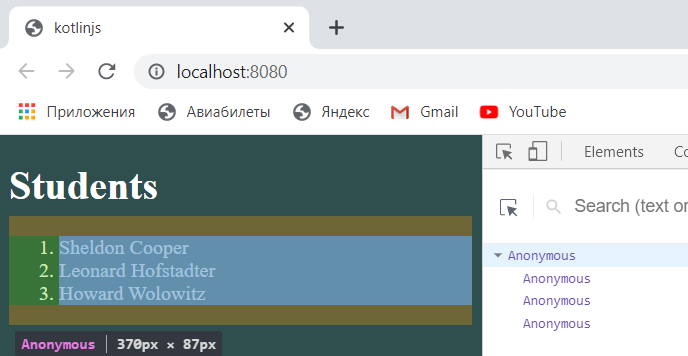 kotlinjs
localhost:8080
Приложения Авиабилеты Яндекс Gmail YouTube
Elements
Students
Search (text or
1. Sheldon Cooper
2. Leonard Hofstadter
3. Howard Wolowitz
Anonymous 370px × 87px
Anonymous
Anonymous
Anonymous
Anonymous